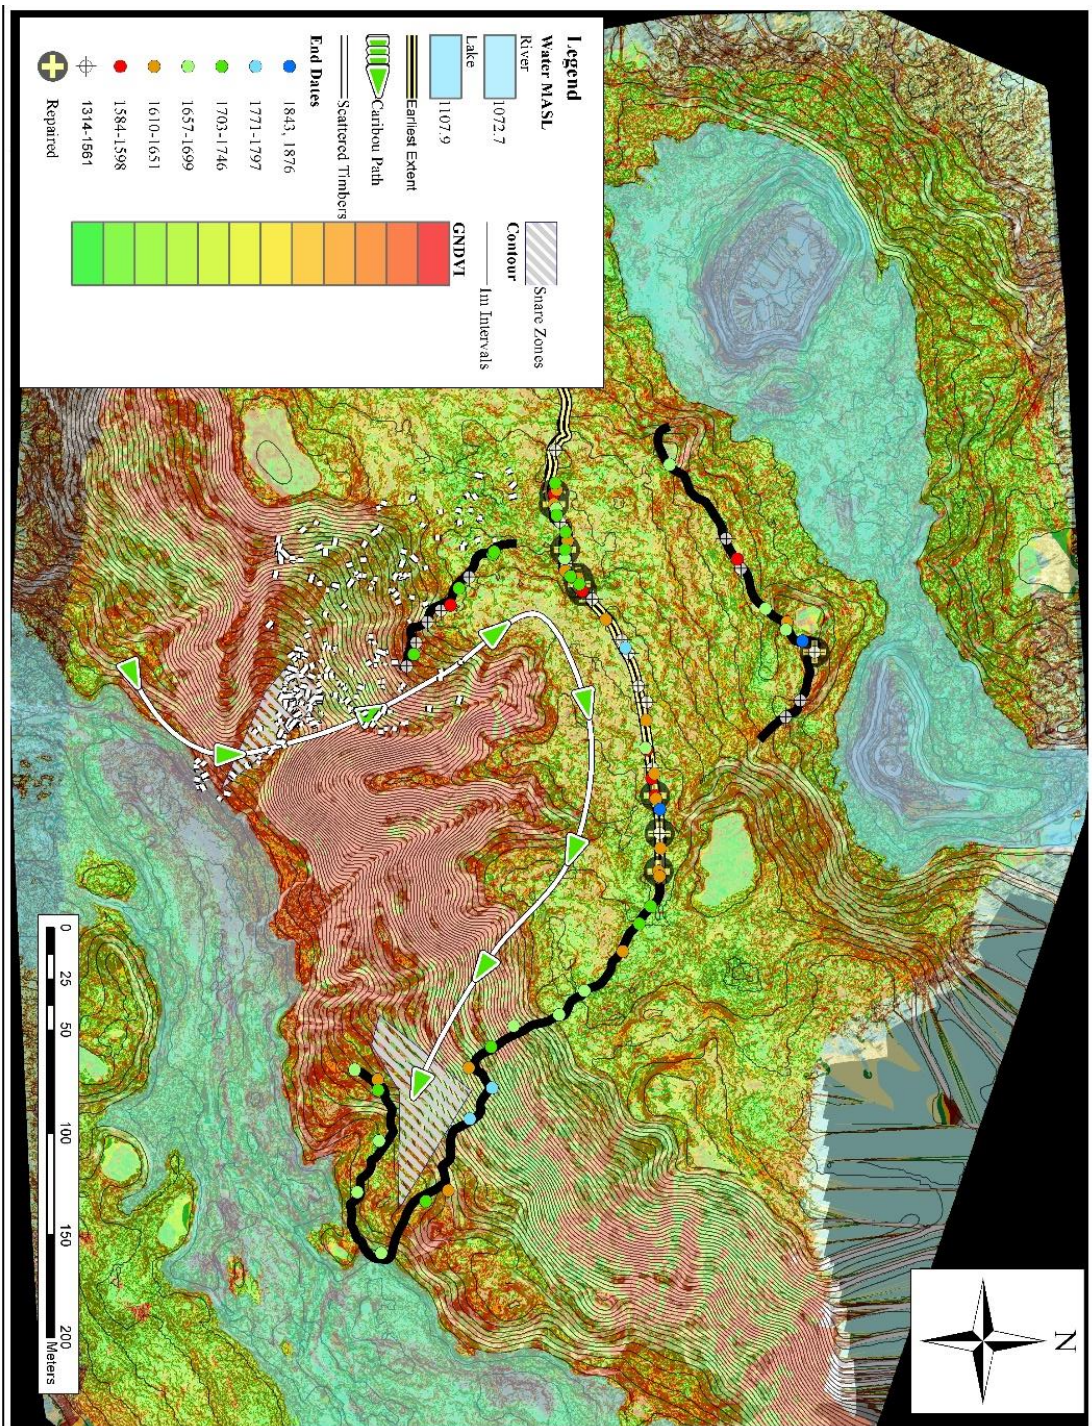 Legend
Water MASL
River
1072.7
Lake
1107.9
Earliest Extent
Caribou Path
Scattered Timbers
End Dates
1843, 1876
1771-1797
1703-1746
1657-1699
1610-1651
1584-1598
1314-1561
Repaired
Snare Zones
Contour
1m Intervals
GNDVI
N
0 25 50 100 150 200
Meters